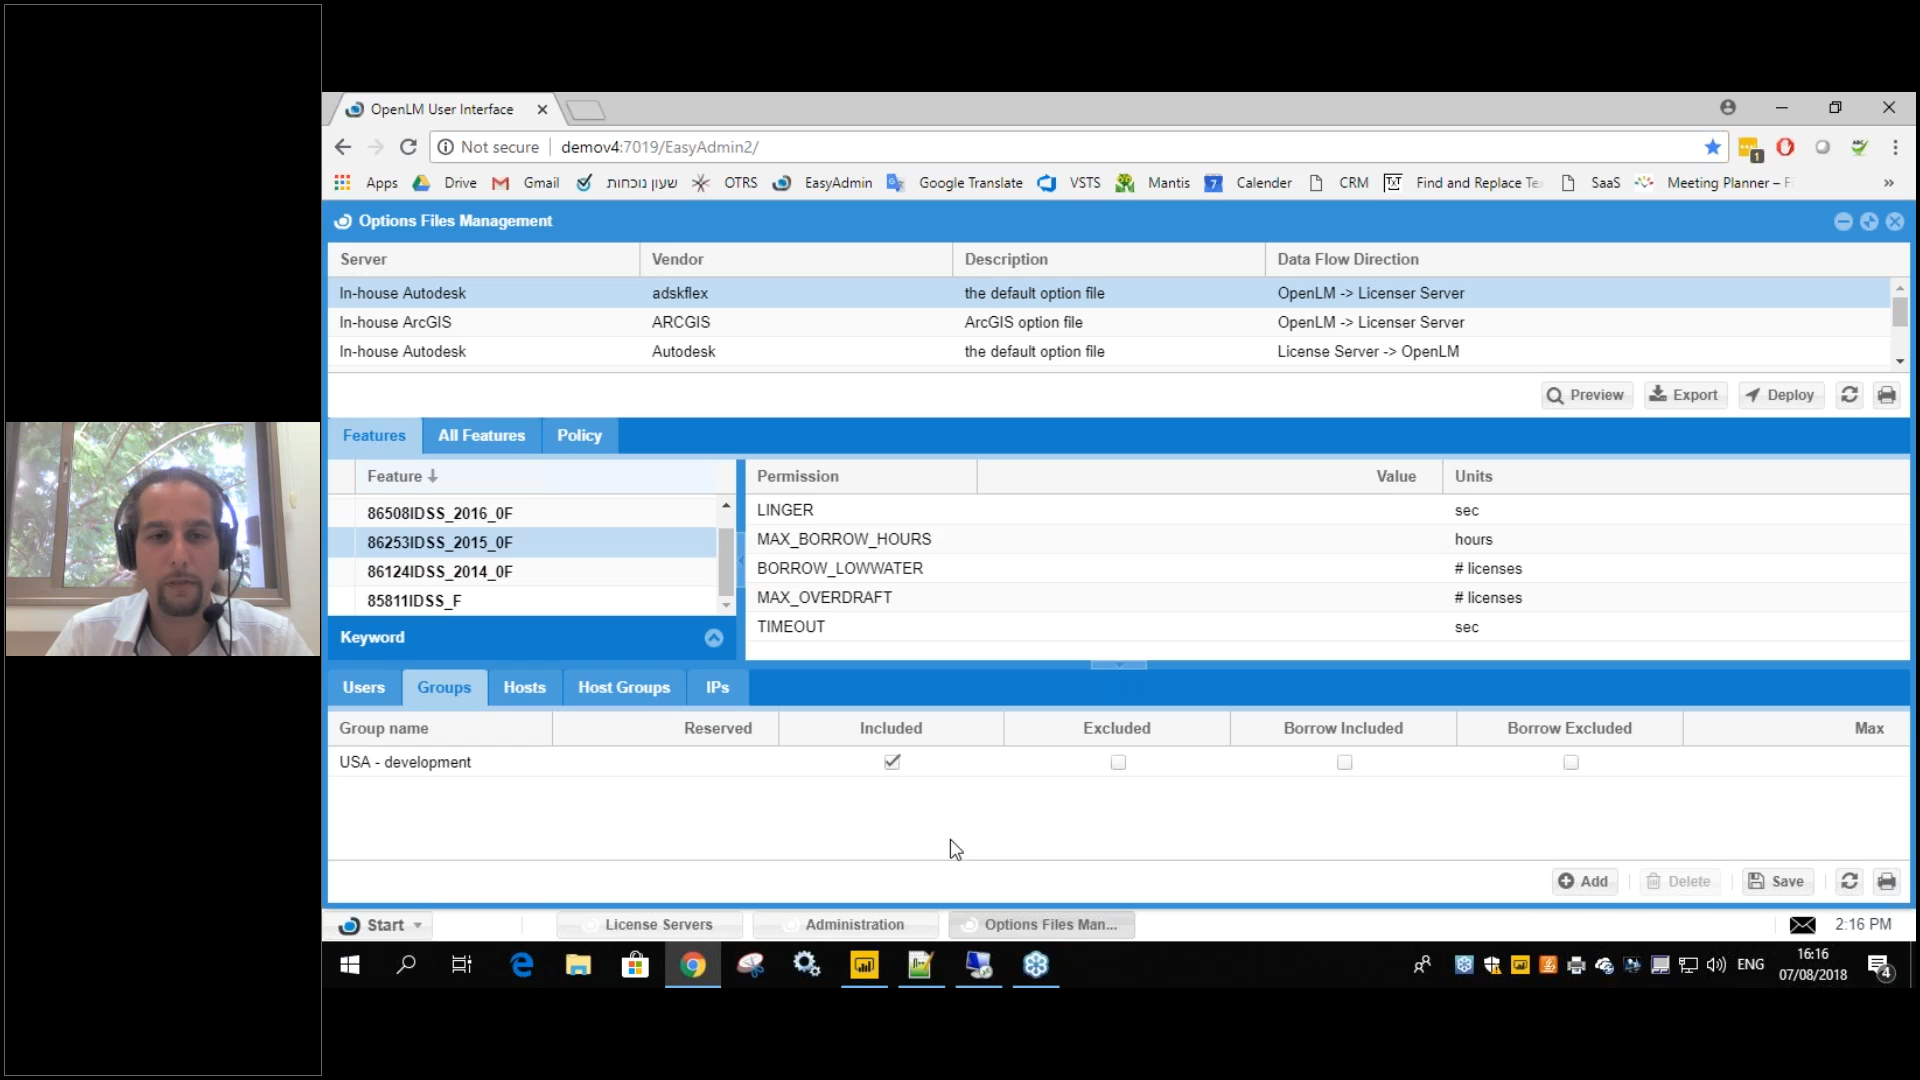 OpenLM User Interface
Not secure | demov4:7019/EasyAdmin2/
1
Apps Drive Gmail שעון נוכחות OTRS EasyAdmin Google Translate VSTS Mantis 7 Calender TXT CRM Find and Replace Te SaaS Meeting Planner – F »
Options Files Management
Server Vendor Description Data Flow Direction
In-house Autodesk adskflex the default option file OpenLM -> Licenser Server
In-house ArcGIS ARCGIS ArcGIS option file OpenLM -> Licenser Server
In-house Autodesk Autodesk the default option file License Server -> OpenLM
Preview Export Deploy
Features All Features Policy
Feature Permission Value Units
86508IDSS_2016_0F LINGER sec
86253IDSS_2015_0F MAX_BORROW_HOURS hours
86124IDSS_2014_0F BORROW_LOWWATER # licenses
85811IDSS_F MAX_OVERDRAFT # licenses
TIMEOUT sec
Keyword
Users Groups Hosts Host Groups IPs
Group name Reserved Included Excluded Borrow Included Borrow Excluded Max
USA - development
Add Delete Save
Start License Servers Administration Options Files Man... 2:16 PM
ENG 16:16
07/08/2018 4